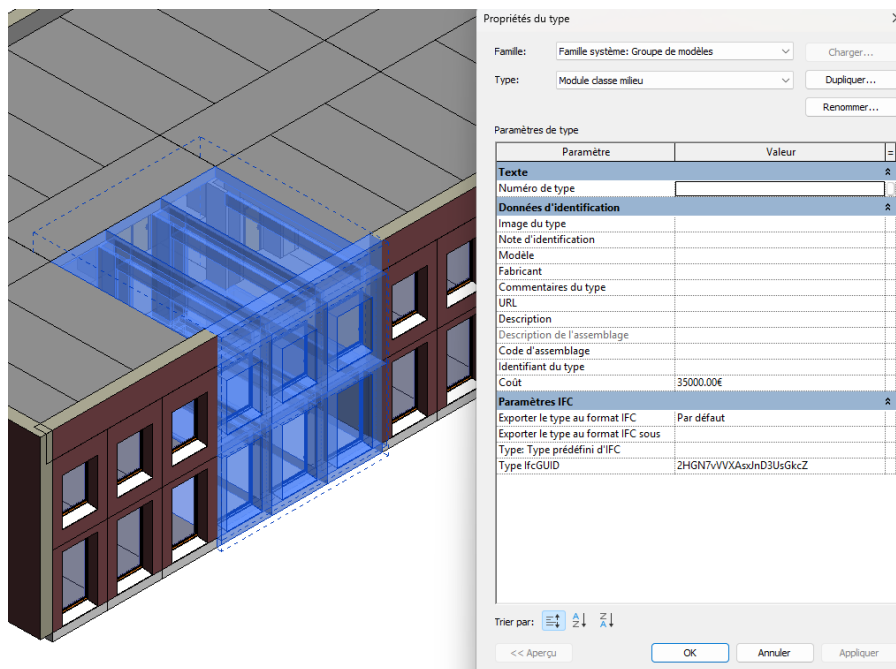 Propriétés du type
Famille: Famille système: Groupe de modèles Charger...
Type: Module classe milieu Dupliquer...
Renommer...
Paramètres de type
Paramètre Valeur =
Texte
Numéro de type
Données d'identification
Image du type
Note d'identification
Modèle
Fabricant
Commentaires du type
URL
Description
Description de l'assemblage
Code d'assemblage
Identifiant du type
Coût 35000.00€
Paramètres IFC
Exporter le type au format IFC Par défaut
Exporter le type au format IFC sous
Type: Type prédéfini d'IFC
Type IfcGUID 2HGN7vVVXAsxJnD3UsGkcZ
Trier par:
<< Aperçu OK Annuler Appliquer